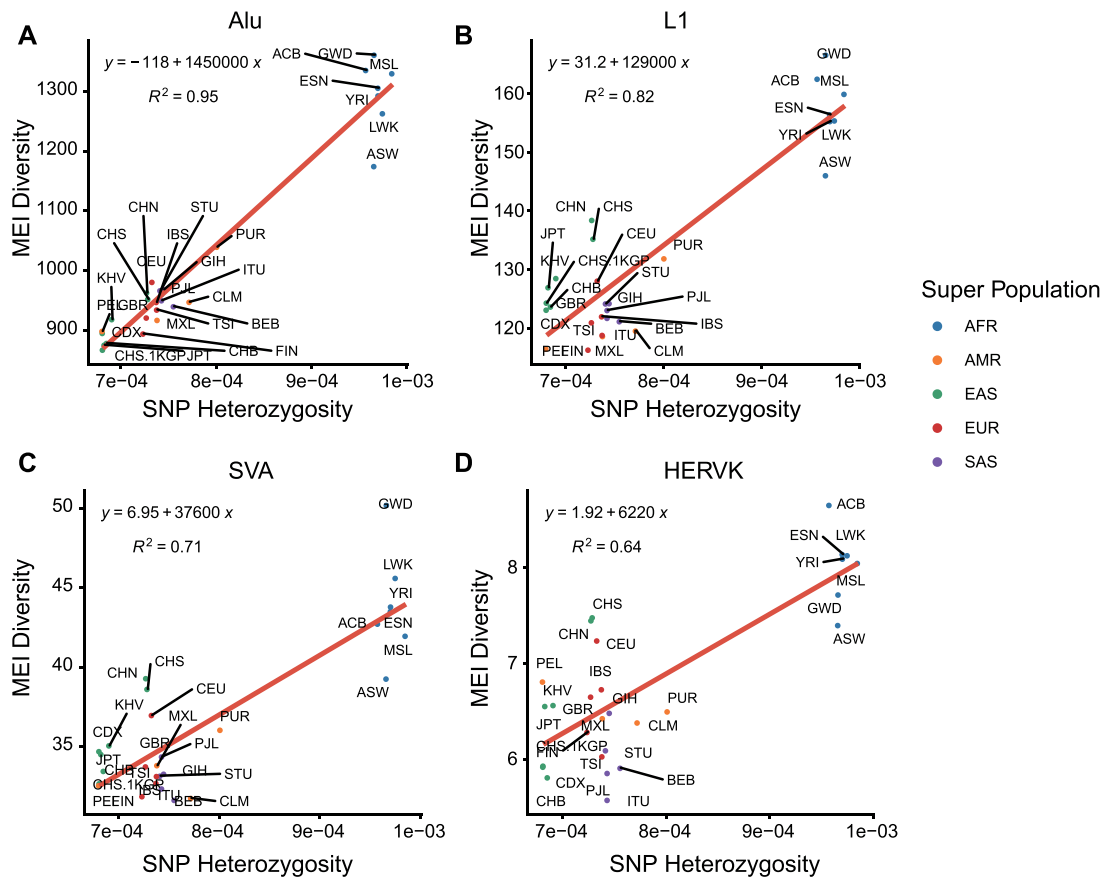 A
Alu
y = −118 + 1450000 x
R² = 0.95
ACB
GWD
MSL
ESN
YRI
LWK
ASW
CHN
STU
CHS
IBS
PUR
CEU
GIH
ITU
KHV
PJL
CLM
PEL
GBR
MXL
TSI
BEB
CDX
CHS.1KGP
JPT
CHB
FIN
MEI Diversity
1300
1200
1100
1000
900
7e−04
8e−04
9e−04
1e−03
SNP Heterozygosity
B
L1
y = 31.2 + 129000 x
R² = 0.82
GWD
ACB
MSL
ESN
YRI
LWK
ASW
CHN
CHS
JPT
CEU
PUR
KHV
CHS.1KGP
STU
CHB
GBR
GIH
PJL
CDX
TSI
ITU
BEB
IBS
MXL
CLM
MEI Diversity
160
150
140
130
120
7e−04
8e−04
9e−04
1e−03
SNP Heterozygosity
Super Population
AFR
AMR
EAS
EUR
SAS
C
SVA
y = 6.95 + 37600 x
R² = 0.71
GWD
LWK
YRI
ACB
ESN
MSL
ASW
CHN
CHS
KHV
CEU
MXL
PUR
CDX
GBR
PJL
JPT
CHB
TSI
GIH
STU
CHS.1KGP
IBS
ITU
BEB
CLM
MEI Diversity
50
45
40
35
7e−04
8e−04
9e−04
1e−03
SNP Heterozygosity
D
HERVK
y = 1.92 + 6220 x
R² = 0.64
ACB
ESN
LWK
YRI
MSL
GWD
ASW
CHS
CHN
CEU
PEL
IBS
KHV
GIH
PUR
GBR
JPT
MXL
CLM
CHS.1KGP
FIN
TSI
STU
CDX
PJL
BEB
CHB
ITU
MEI Diversity
8
7
6
7e−04
8e−04
9e−04
1e−03
SNP Heterozygosity